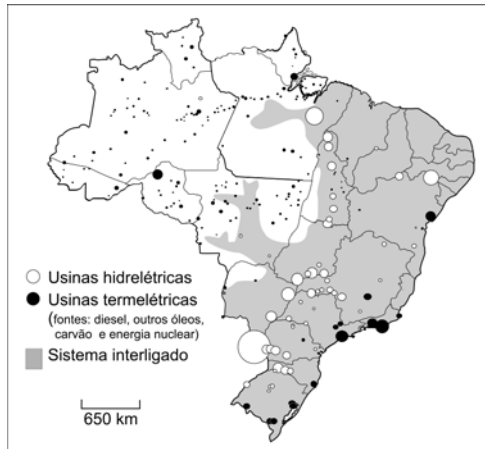 Usinas hidrelétricas
Usinas termelétricas
(fontes: diesel, outros óleos,
carvão e energia nuclear)
Sistema interligado
650 km